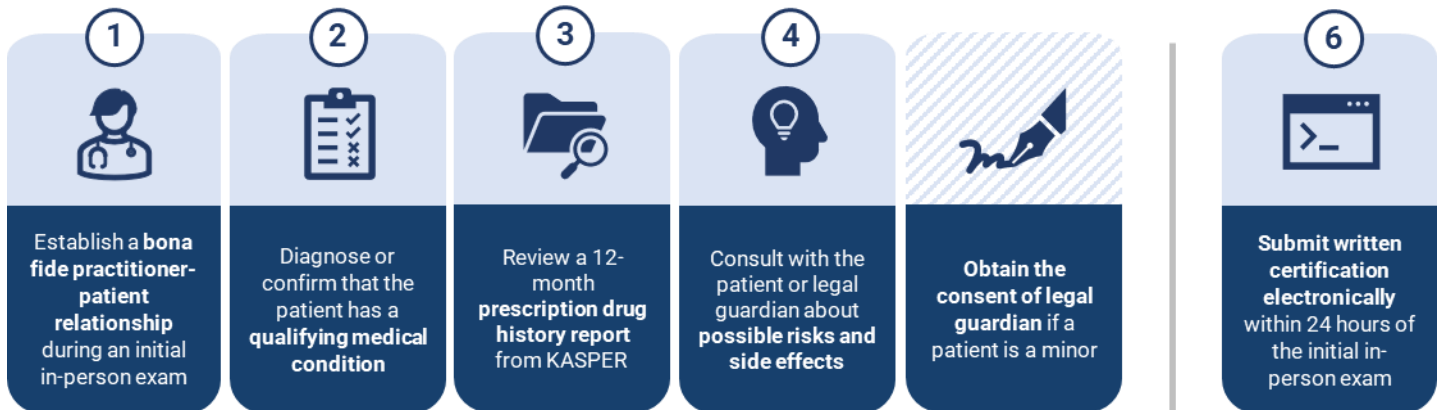 1
Establish a bona
fide practitioner-
patient
relationship
during an initial
in-person exam
2
Diagnose or
confirm that the
patient has a
qualifying medical
condition
3
Review a 12-
month
prescription drug
history report
from KASPER
4
Consult with the
patient or legal
guardian about
possible risks and
side effects
Obtain the
consent of legal
guardian if a
patient is a minor
6
Submit written
certification
electronically
within 24 hours of
the initial in-
person exam